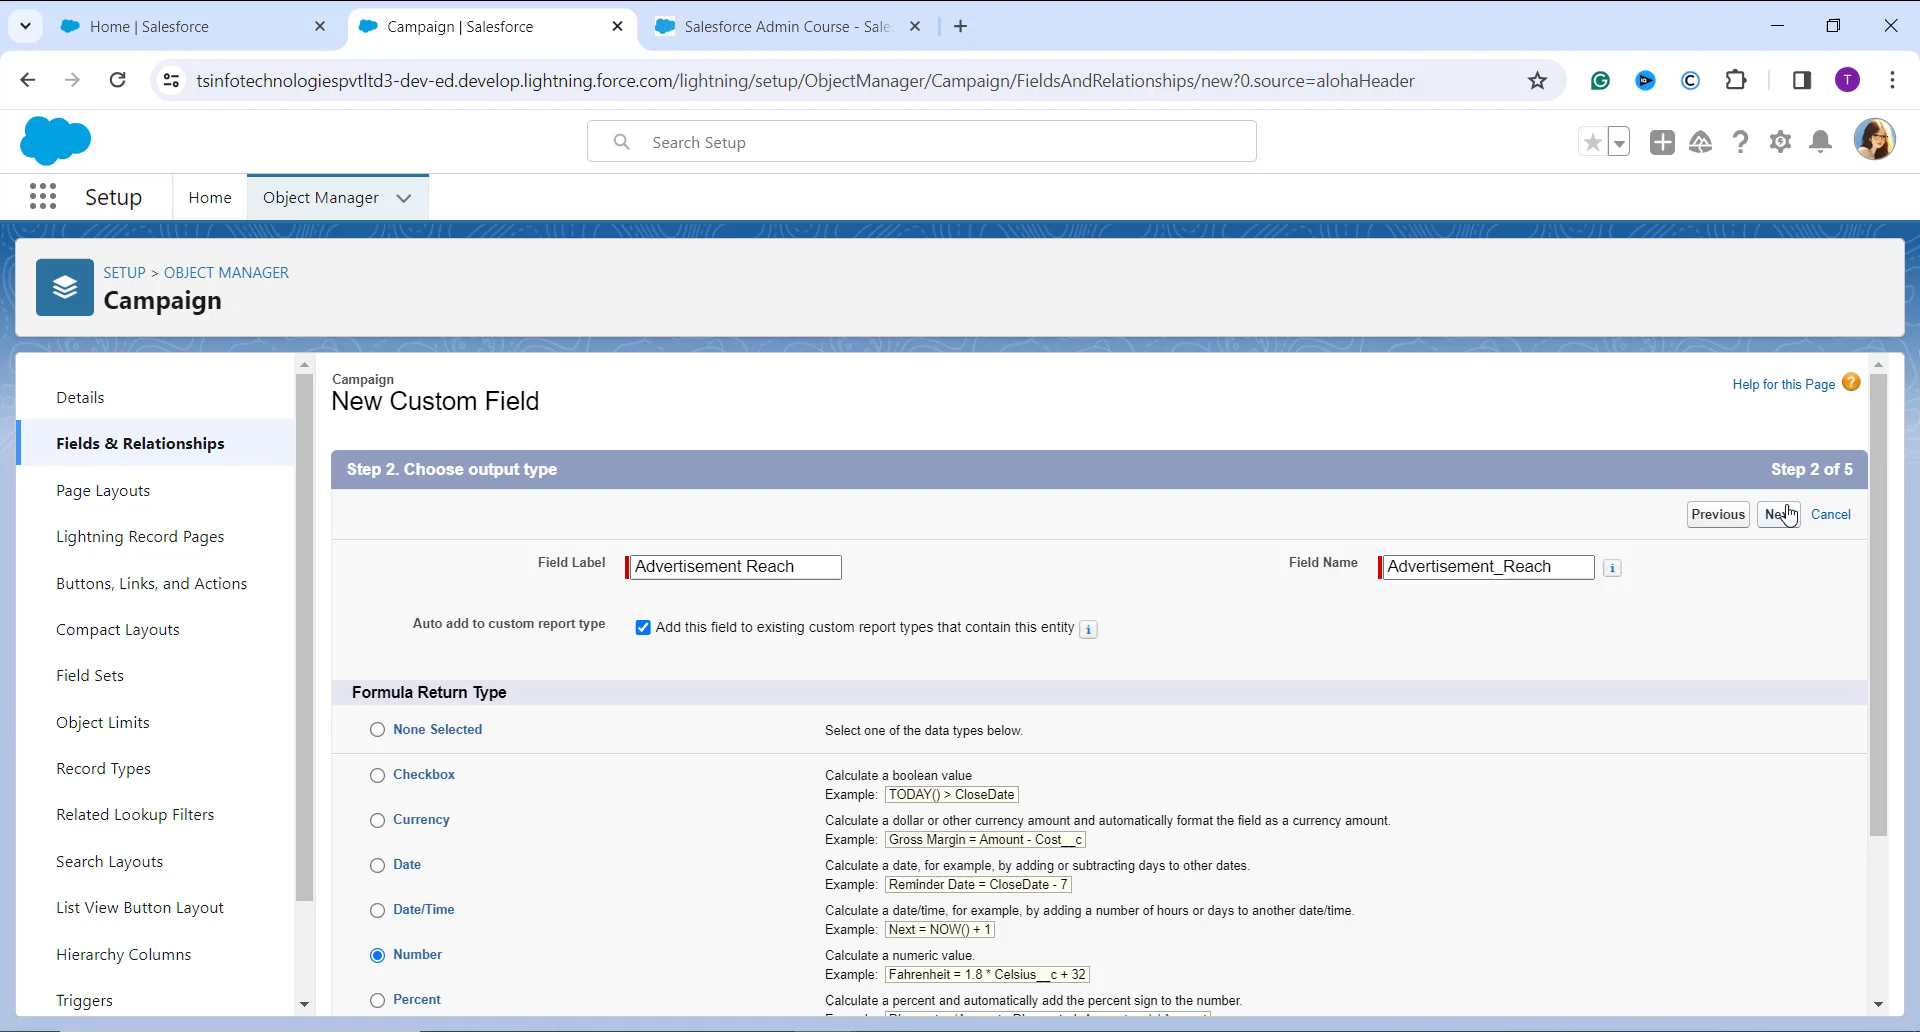 Home | Salesforce
Campaign | Salesforce
Salesforce Admin Course - Sale
tsinfotechnologiespvtltd3-dev-ed.develop.lightning.force.com/lightning/setup/ObjectManager/Campaign/FieldsAndRelationships/new?0.source=alohaHeader
T
Search Setup
Setup
Home
Object Manager
SETUP > OBJECT MANAGER
Campaign
Details
Fields & Relationships
Page Layouts
Lightning Record Pages
Buttons, Links, and Actions
Compact Layouts
Field Sets
Object Limits
Record Types
Related Lookup Filters
Search Layouts
List View Button Layout
Hierarchy Columns
Triggers
Campaign
New Custom Field
Help for this Page
Step 2. Choose output type Step 2 of 5
Previous Cancel
Field Label Advertisement Reach Field Name Advertisement_Reach
Auto add to custom report type Add this field to existing custom report types that contain this entity
Formula Return Type
None Selected Select one of the data types below.
Checkbox Calculate a boolean value
Example: TODAY() > CloseDate
Currency Calculate a dollar or other currency amount and automatically format the field as a currency amount.
Example: Gross Margin = Amount - Cost__c
Date Calculate a date, for example, by adding or subtracting days to other dates.
Example: Reminder Date = CloseDate - 7
Date/Time Calculate a date/time, for example, by adding a number of hours or days to another date/time.
Example: Next = NOW() + 1
Number Calculate a numeric value.
Example: Fahrenheit = 1.8 * Celsius__c + 32
Percent Calculate a percent and automatically add the percent sign to the number.